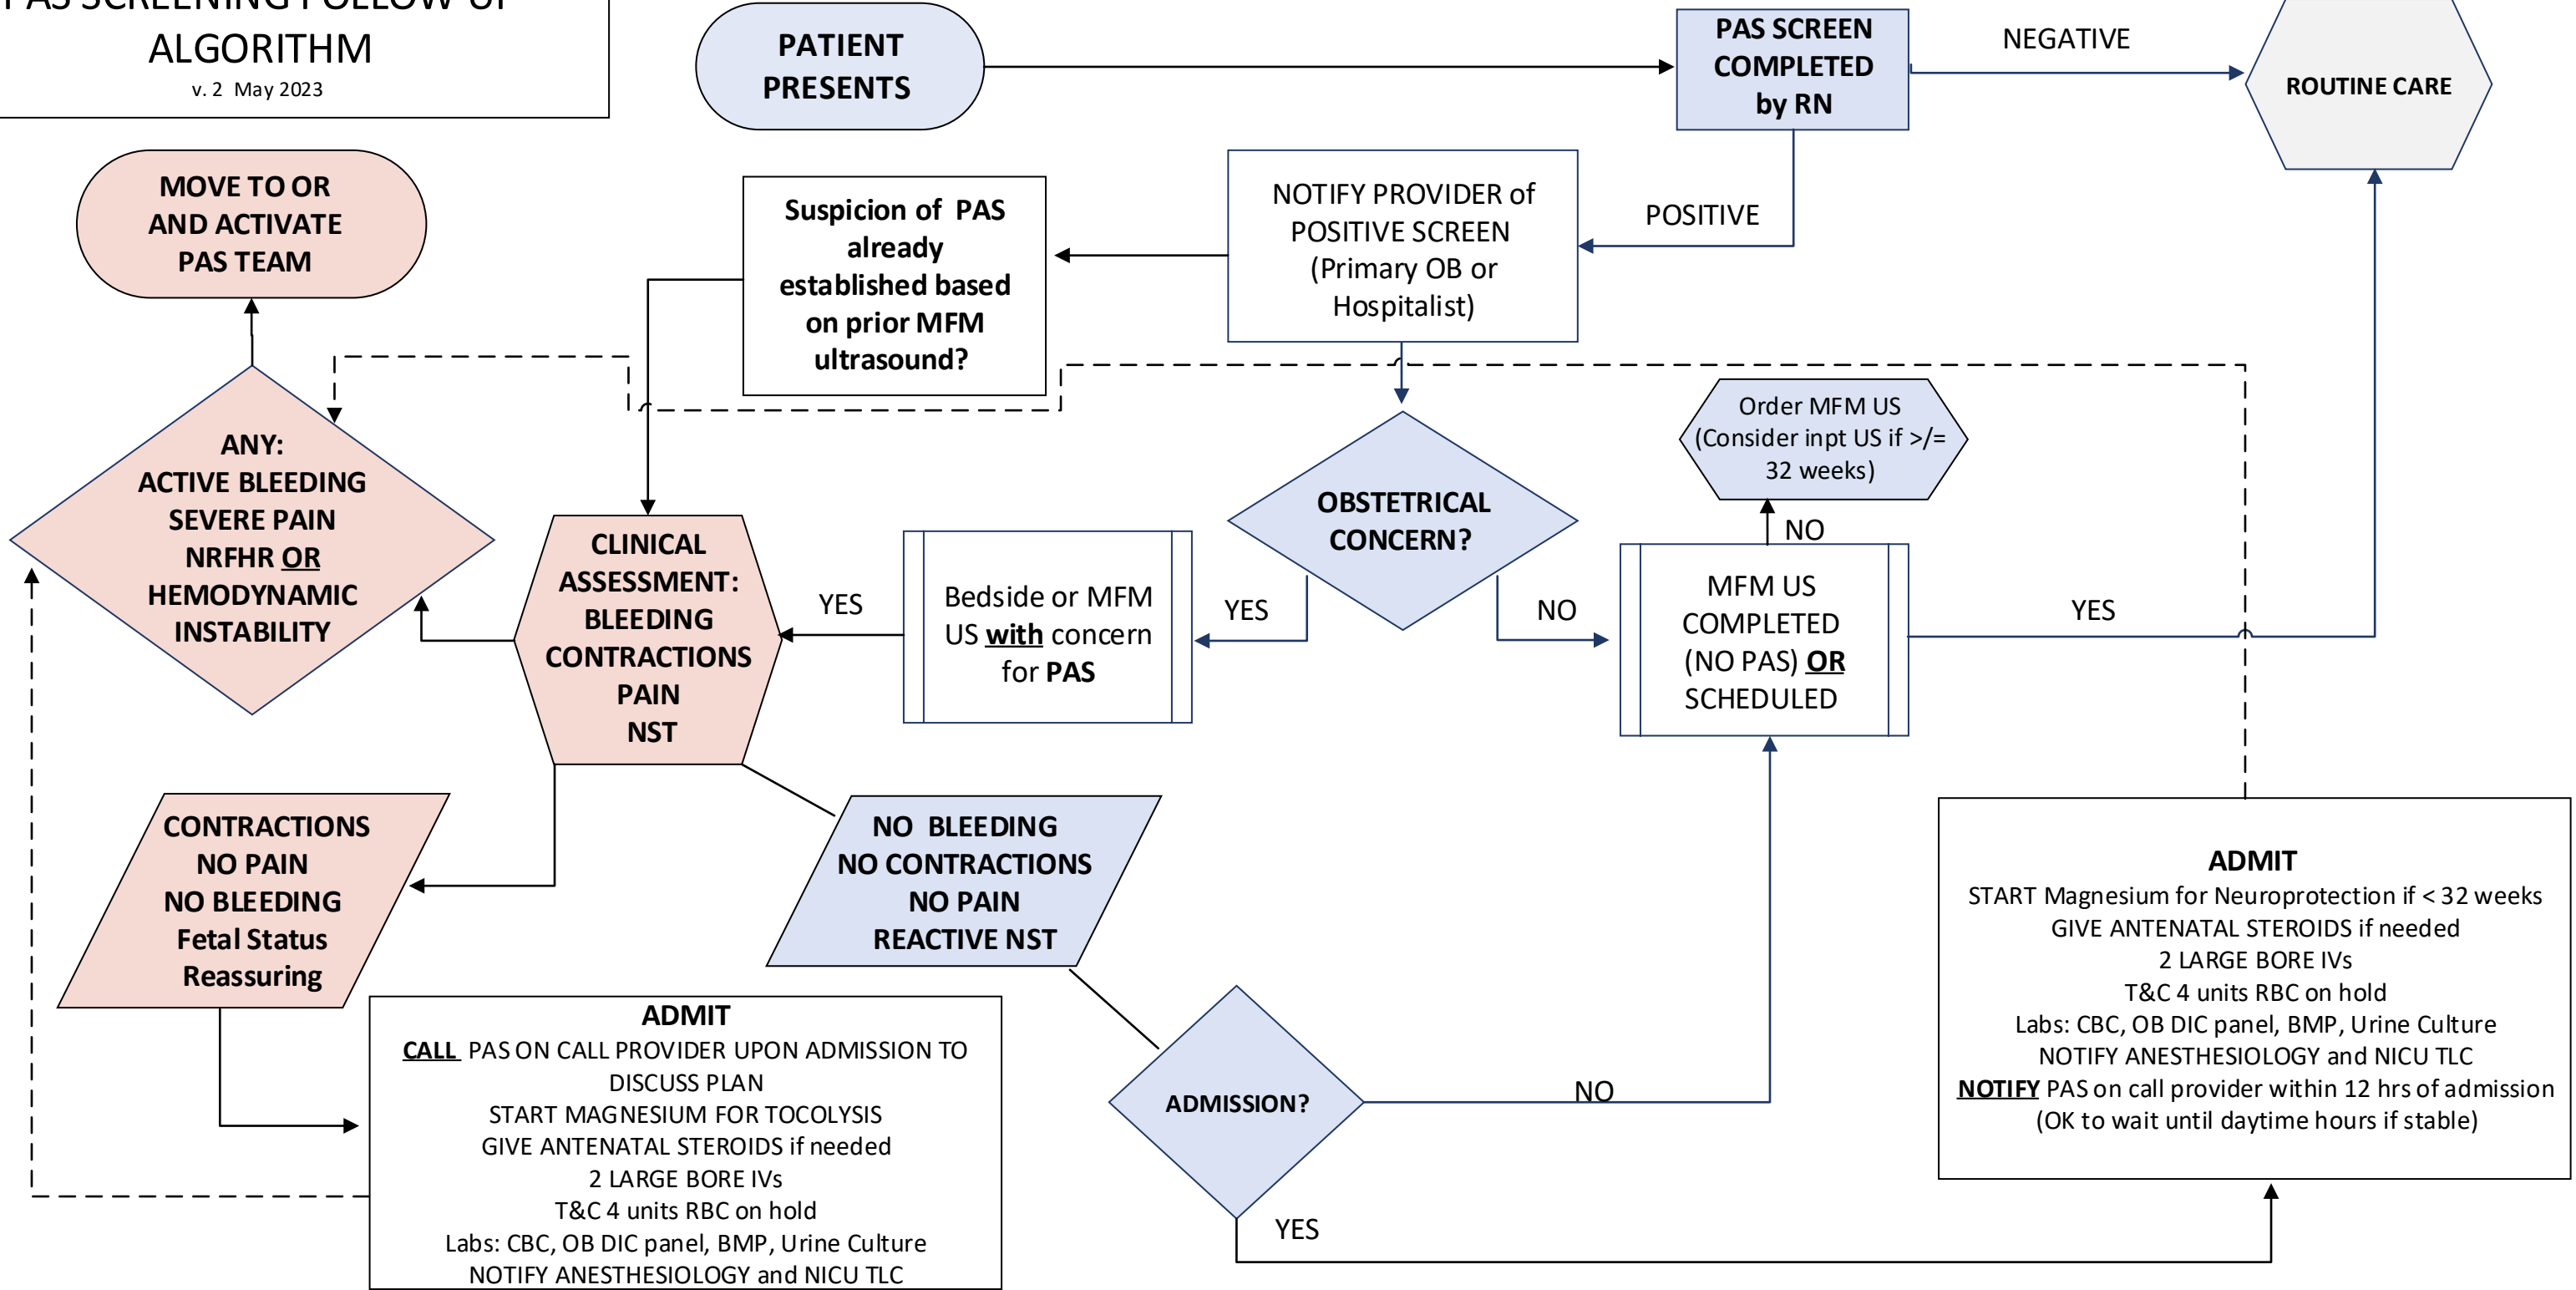 PAS SCREENING FOLLOW UP
ALGORITHM
v. 2 May 2023
PATIENT
PRESENTS
PAS SCREEN
COMPLETED
by RN
NEGATIVE
ROUTINE CARE
POSITIVE
NOTIFY PROVIDER of
POSITIVE SCREEN
(Primary OB or
Hospitalist)
Suspicion of PAS
already
established based
on prior MFM
ultrasound?
MOVE TO OR
AND ACTIVATE
PAS TEAM
ANY:
ACTIVE BLEEDING
SEVERE PAIN
NRFHR OR
HEMODYNAMIC
INSTABILITY
CLINICAL
ASSESSMENT:
BLEEDING
CONTRACTIONS
PAIN
NST
YES
Bedside or MFM
US with concern
for PAS
YES
OBSTETRICAL
CONCERN?
NO
Order MFM US
(Consider inpt US if >/=
32 weeks)
NO
MFM US
COMPLETED
(NO PAS) OR
SCHEDULED
YES
CONTRACTIONS
NO PAIN
NO BLEEDING
Fetal Status
Reassuring
NO BLEEDING
NO CONTRACTIONS
NO PAIN
REACTIVE NST
ADMIT
CALL PAS ON CALL PROVIDER UPON ADMISSION TO
DISCUSS PLAN
START MAGNESIUM FOR TOCOLYSIS
GIVE ANTENATAL STEROIDS if needed
2 LARGE BORE IVs
T&C 4 units RBC on hold
Labs: CBC, OB DIC panel, BMP, Urine Culture
NOTIFY ANESTHESIOLOGY and NICU TLC
ADMISSION?
NO
YES
ADMIT
START Magnesium for Neuroprotection if < 32 weeks
GIVE ANTENATAL STEROIDS if needed
2 LARGE BORE IVs
T&C 4 units RBC on hold
Labs: CBC, OB DIC panel, BMP, Urine Culture
NOTIFY ANESTHESIOLOGY and NICU TLC
NOTIFY PAS on call provider within 12 hrs of admission
(OK to wait until daytime hours if stable)